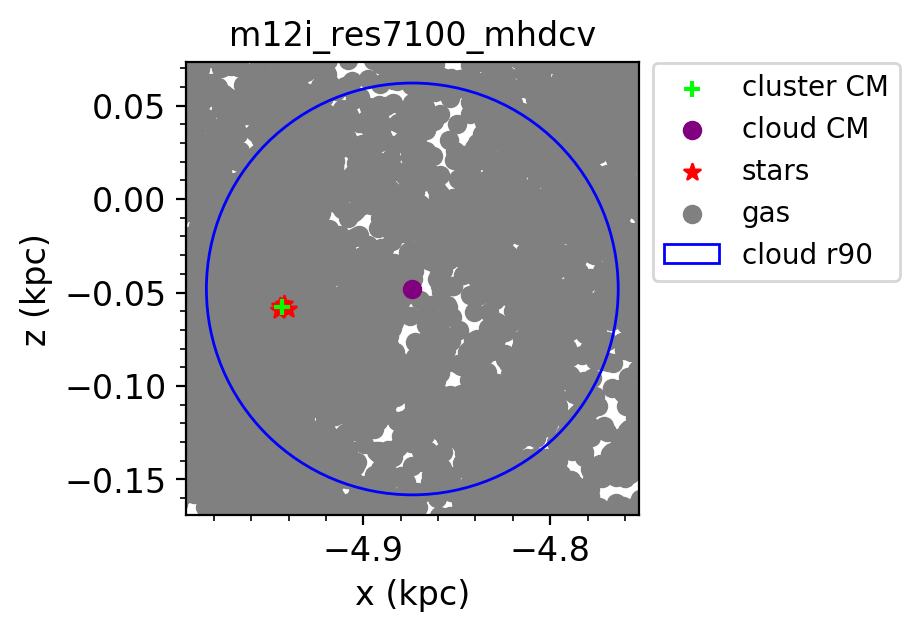 m12i_res7100_mhdcv
cluster CM
cloud CM
stars
gas
cloud r90
z (kpc)
0.05
0.00
−0.05
−0.10
−0.15
−4.9
−4.8
x (kpc)